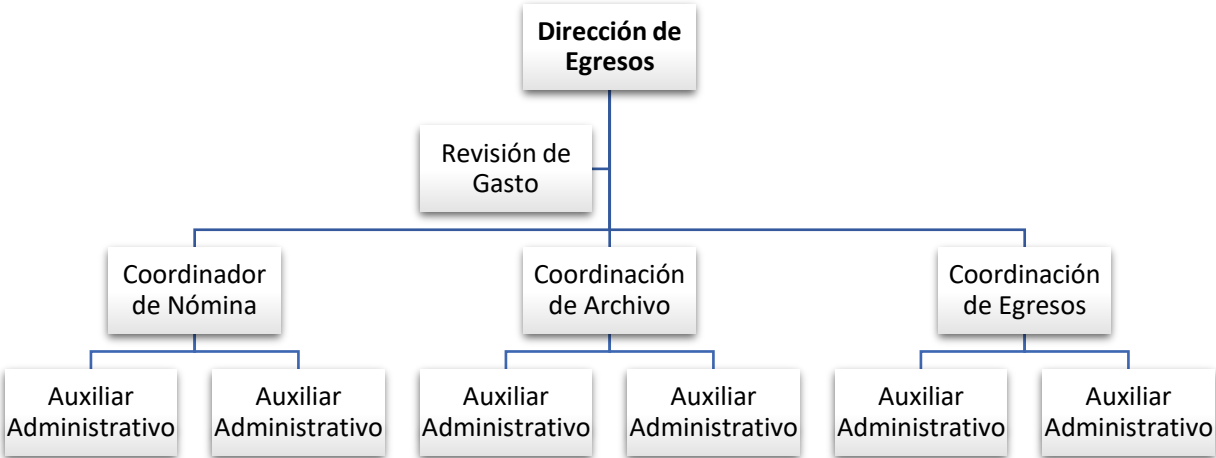 Dirección de
Egresos
Revisión de
Gasto
Coordinador
de Nómina
Coordinación
de Archivo
Coordinación
de Egresos
Auxiliar
Administrativo
Auxiliar
Administrativo
Auxiliar
Administrativo
Auxiliar
Administrativo
Auxiliar
Administrativo
Auxiliar
Administrativo